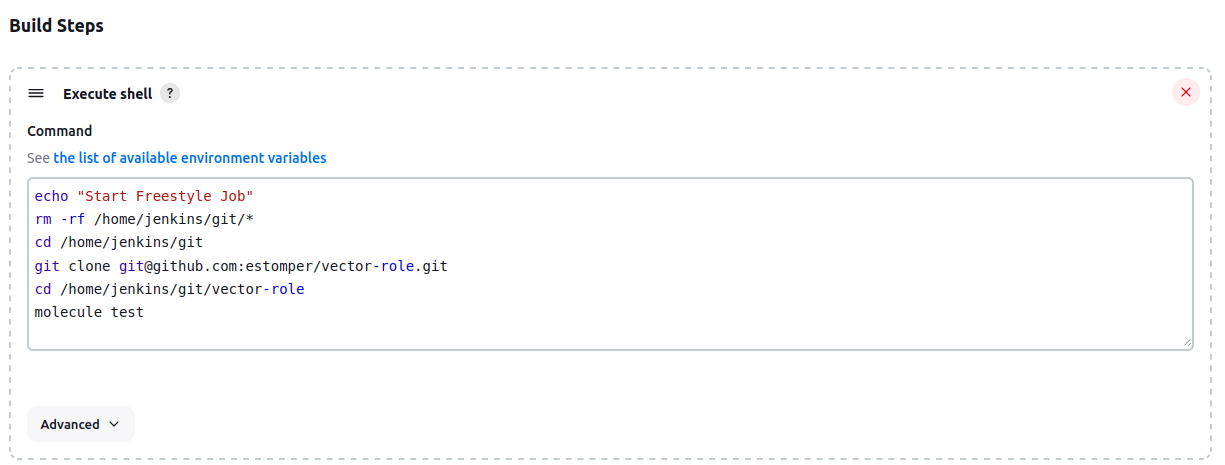 Build Steps
Execute shell ?
Command
See the list of available environment variables
echo "Start Freestyle Job"
rm -rf /home/jenkins/git/*
cd /home/jenkins/git
git clone git@github.com:estomper/vector-role.git
cd /home/jenkins/git/vector-role
molecule test
Advanced